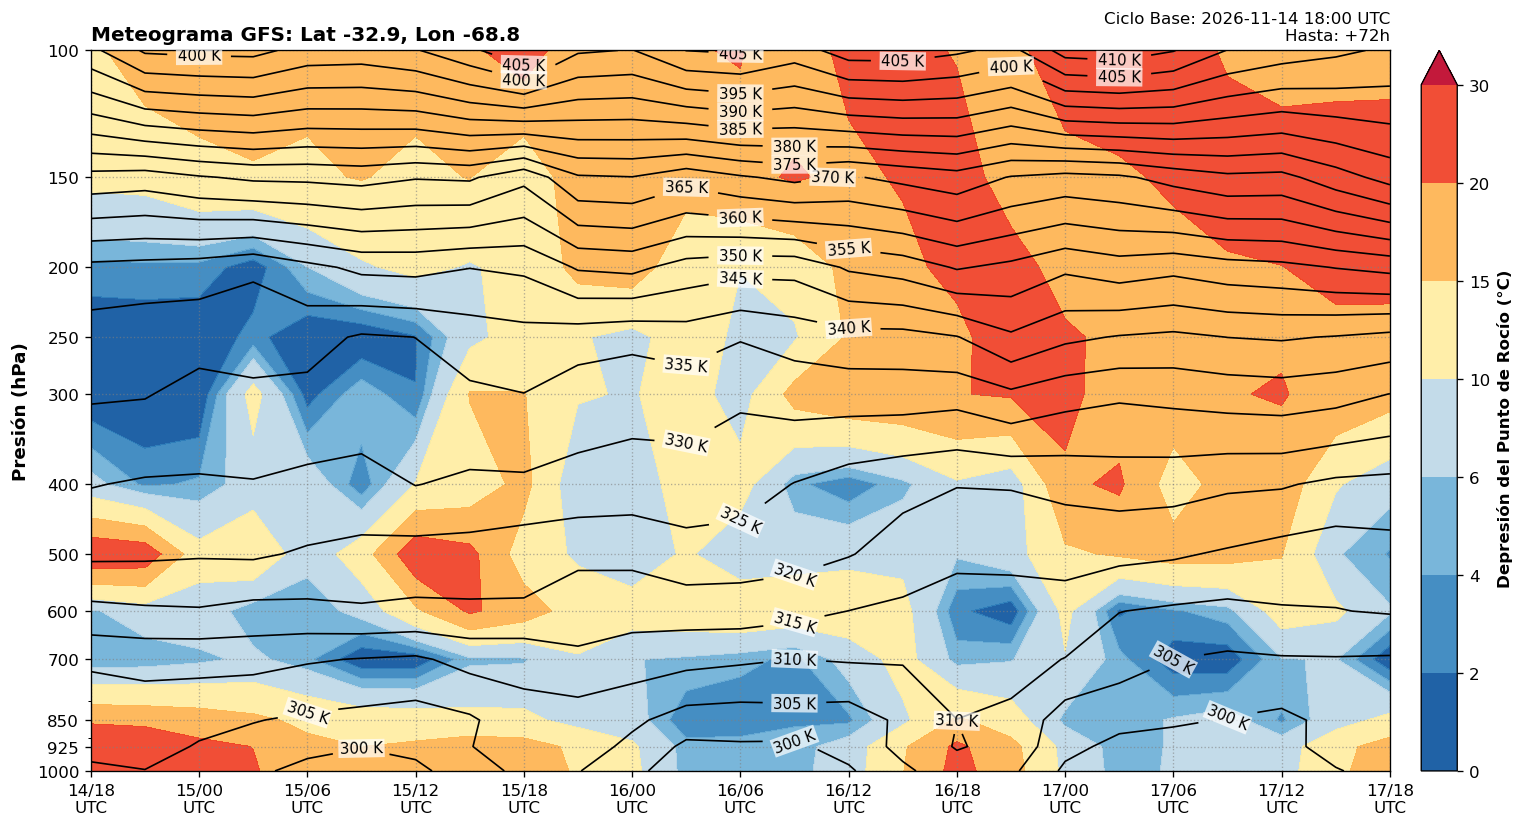 Ciclo Base: 2026-11-14 18:00 UTC
Meteograma GFS: Lat -32.9, Lon -68.8
Hasta: +72h
Presión (hPa)
100
150
200
250
300
400
500
600
700
850
925
1000
400 K
405 K
400 K
405 K
395 K
390 K
385 K
380 K
375 K
370 K
365 K
360 K
355 K
350 K
345 K
340 K
335 K
330 K
325 K
320 K
315 K
310 K
305 K
300 K
405 K
400 K
410 K
405 K
305 K
300 K
310 K
305 K
300 K
14/18
UTC
15/00
UTC
15/06
UTC
15/12
UTC
15/18
UTC
16/00
UTC
16/06
UTC
16/12
UTC
16/18
UTC
17/00
UTC
17/06
UTC
17/12
UTC
17/18
UTC
30
20
15
10
6
4
2
0
Depresión del Punto de Rocío (°C)